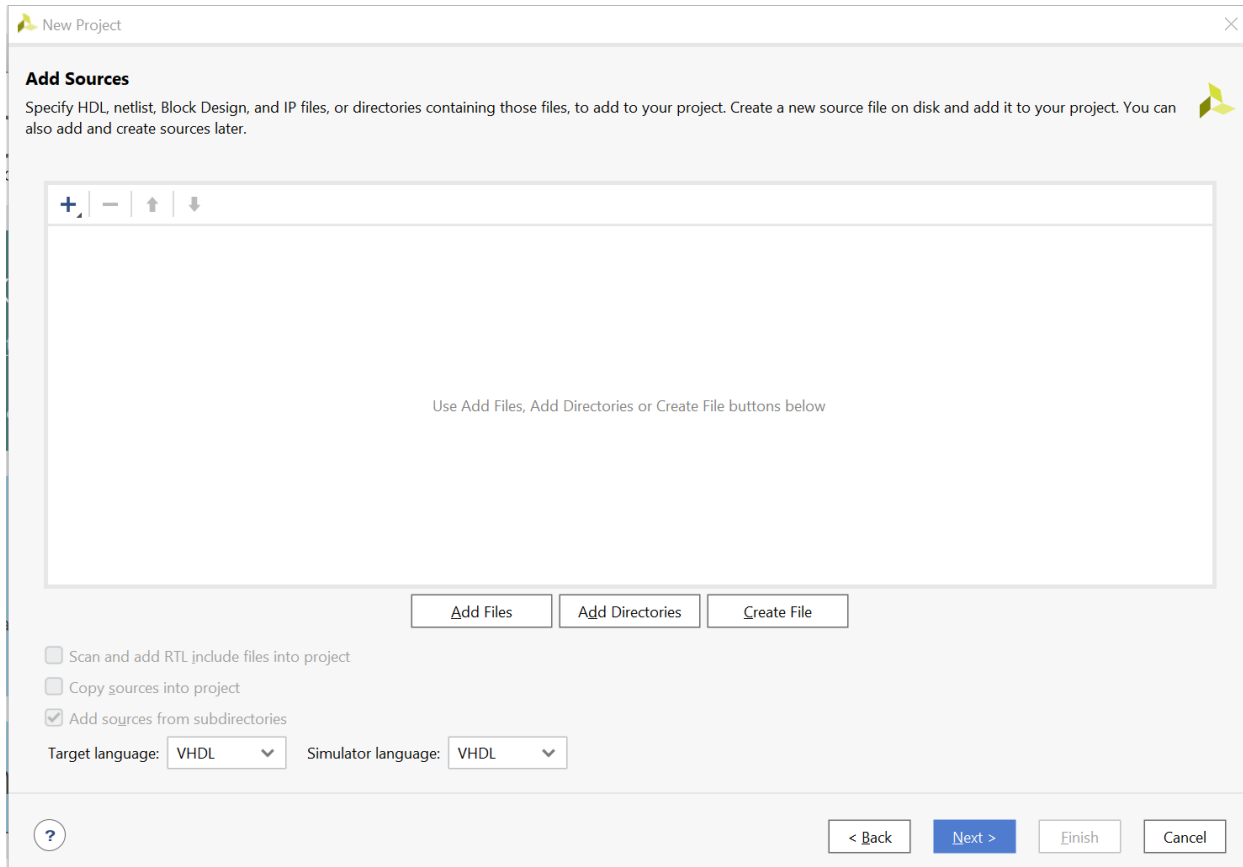 New Project
Add Sources
Specify HDL, netlist, Block Design, and IP files, or directories containing those files, to add to your project. Create a new source file on disk and add it to your project. You can
also add and create sources later.
Use Add Files, Add Directories or Create File buttons below
Add Files Add Directories Create File
Scan and add RTL include files into project
Copy sources into project
Add sources from subdirectories
Target language: VHDL Simulator language: VHDL
? < Back Next > Finish Cancel